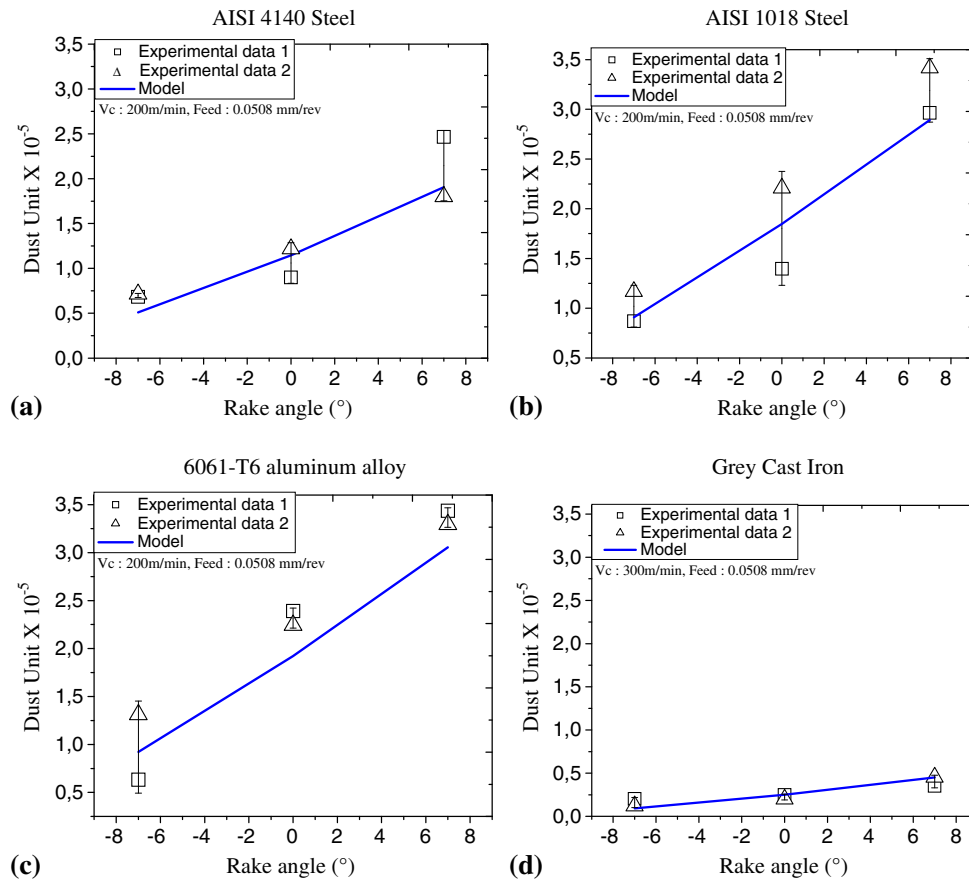 AISI 4140 Steel
3,5
3,0
2,5
2,0
1,5
1,0
0,5
0,0
Dust Unit X 10⁻⁵
Experimental data 1
Experimental data 2
Model
Vc : 200m/min, Feed : 0.0508 mm/rev
-8 -6 -4 -2 0 2 4 6 8
Rake angle (°)
(a)
AISI 1018 Steel
3,5
3,0
2,5
2,0
1,5
1,0
0,5
Dust Unit X 10⁻⁵
Experimental data 1
Experimental data 2
Model
Vc : 200m/min, Feed : 0.0508 mm/rev
-8 -6 -4 -2 0 2 4 6 8
Rake angle (°)
(b)
6061-T6 aluminum alloy
3,5
3,0
2,5
2,0
1,5
1,0
0,5
Dust Unit X 10⁻⁵
Experimental data 1
Experimental data 2
Model
Vc : 200m/min, Feed : 0.0508 mm/rev
-8 -6 -4 -2 0 2 4 6 8
Rake angle (°)
(c)
Grey Cast Iron
3,5
3,0
2,5
2,0
1,5
1,0
0,5
0,0
Dust Unit X 10⁻⁵
Experimental data 1
Experimental data 2
Model
Vc : 300m/min, Feed : 0.0508 mm/rev
-8 -6 -4 -2 0 2 4 6 8
Rake angle (°)
(d)